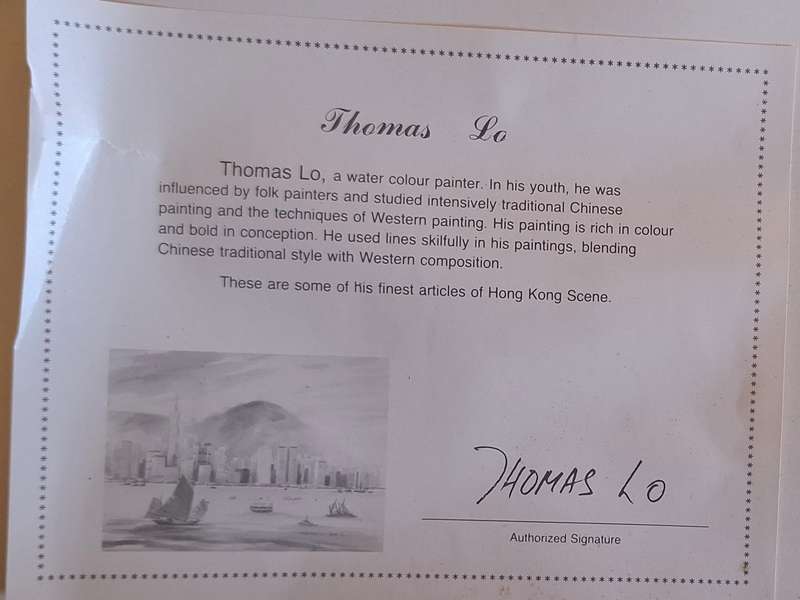 Thomas Lo
Thomas Lo, a water colour painter. In his youth, he was
influenced by folk painters and studied intensively traditional Chinese
painting and the techniques of Western painting. His painting is rich in colour
and bold in conception. He used lines skilfully in his paintings, blending
Chinese traditional style with Western composition.
These are some of his finest articles of Hong Kong Scene.
THOMAS LO
Authorized Signature